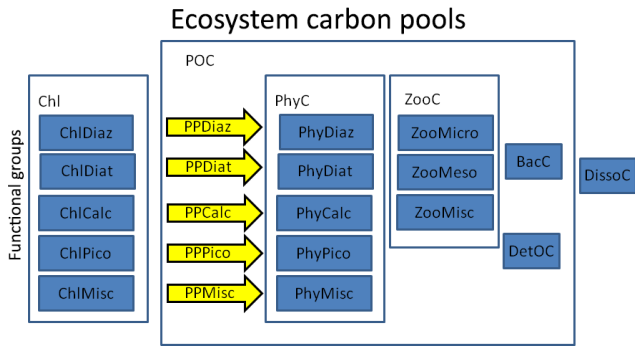 Ecosystem carbon pools
POC
Functional groups
Chl
ChlDiaz
ChlDiat
ChlCalc
ChlPico
ChlMisc
PPDiaz
PPDiat
PPCalc
PPPico
PPMisc
PhyC
PhyDiaz
PhyDiat
PhyCalc
PhyPico
PhyMisc
ZooC
ZooMicro
ZooMeso
ZooMisc
BacC
DetOC
DissoC